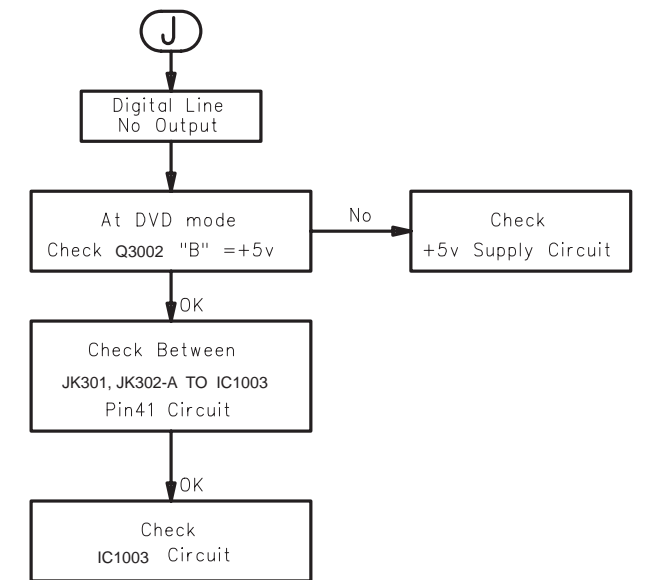 J
Digital Line
No Output
At DVD mode
Check Q3002 "B" =+5v
No
Check
+5v Supply Circuit
OK
Check Between
JK301, JK302-A TO IC1003
Pin41 Circuit
OK
Check
IC1003 Circuit